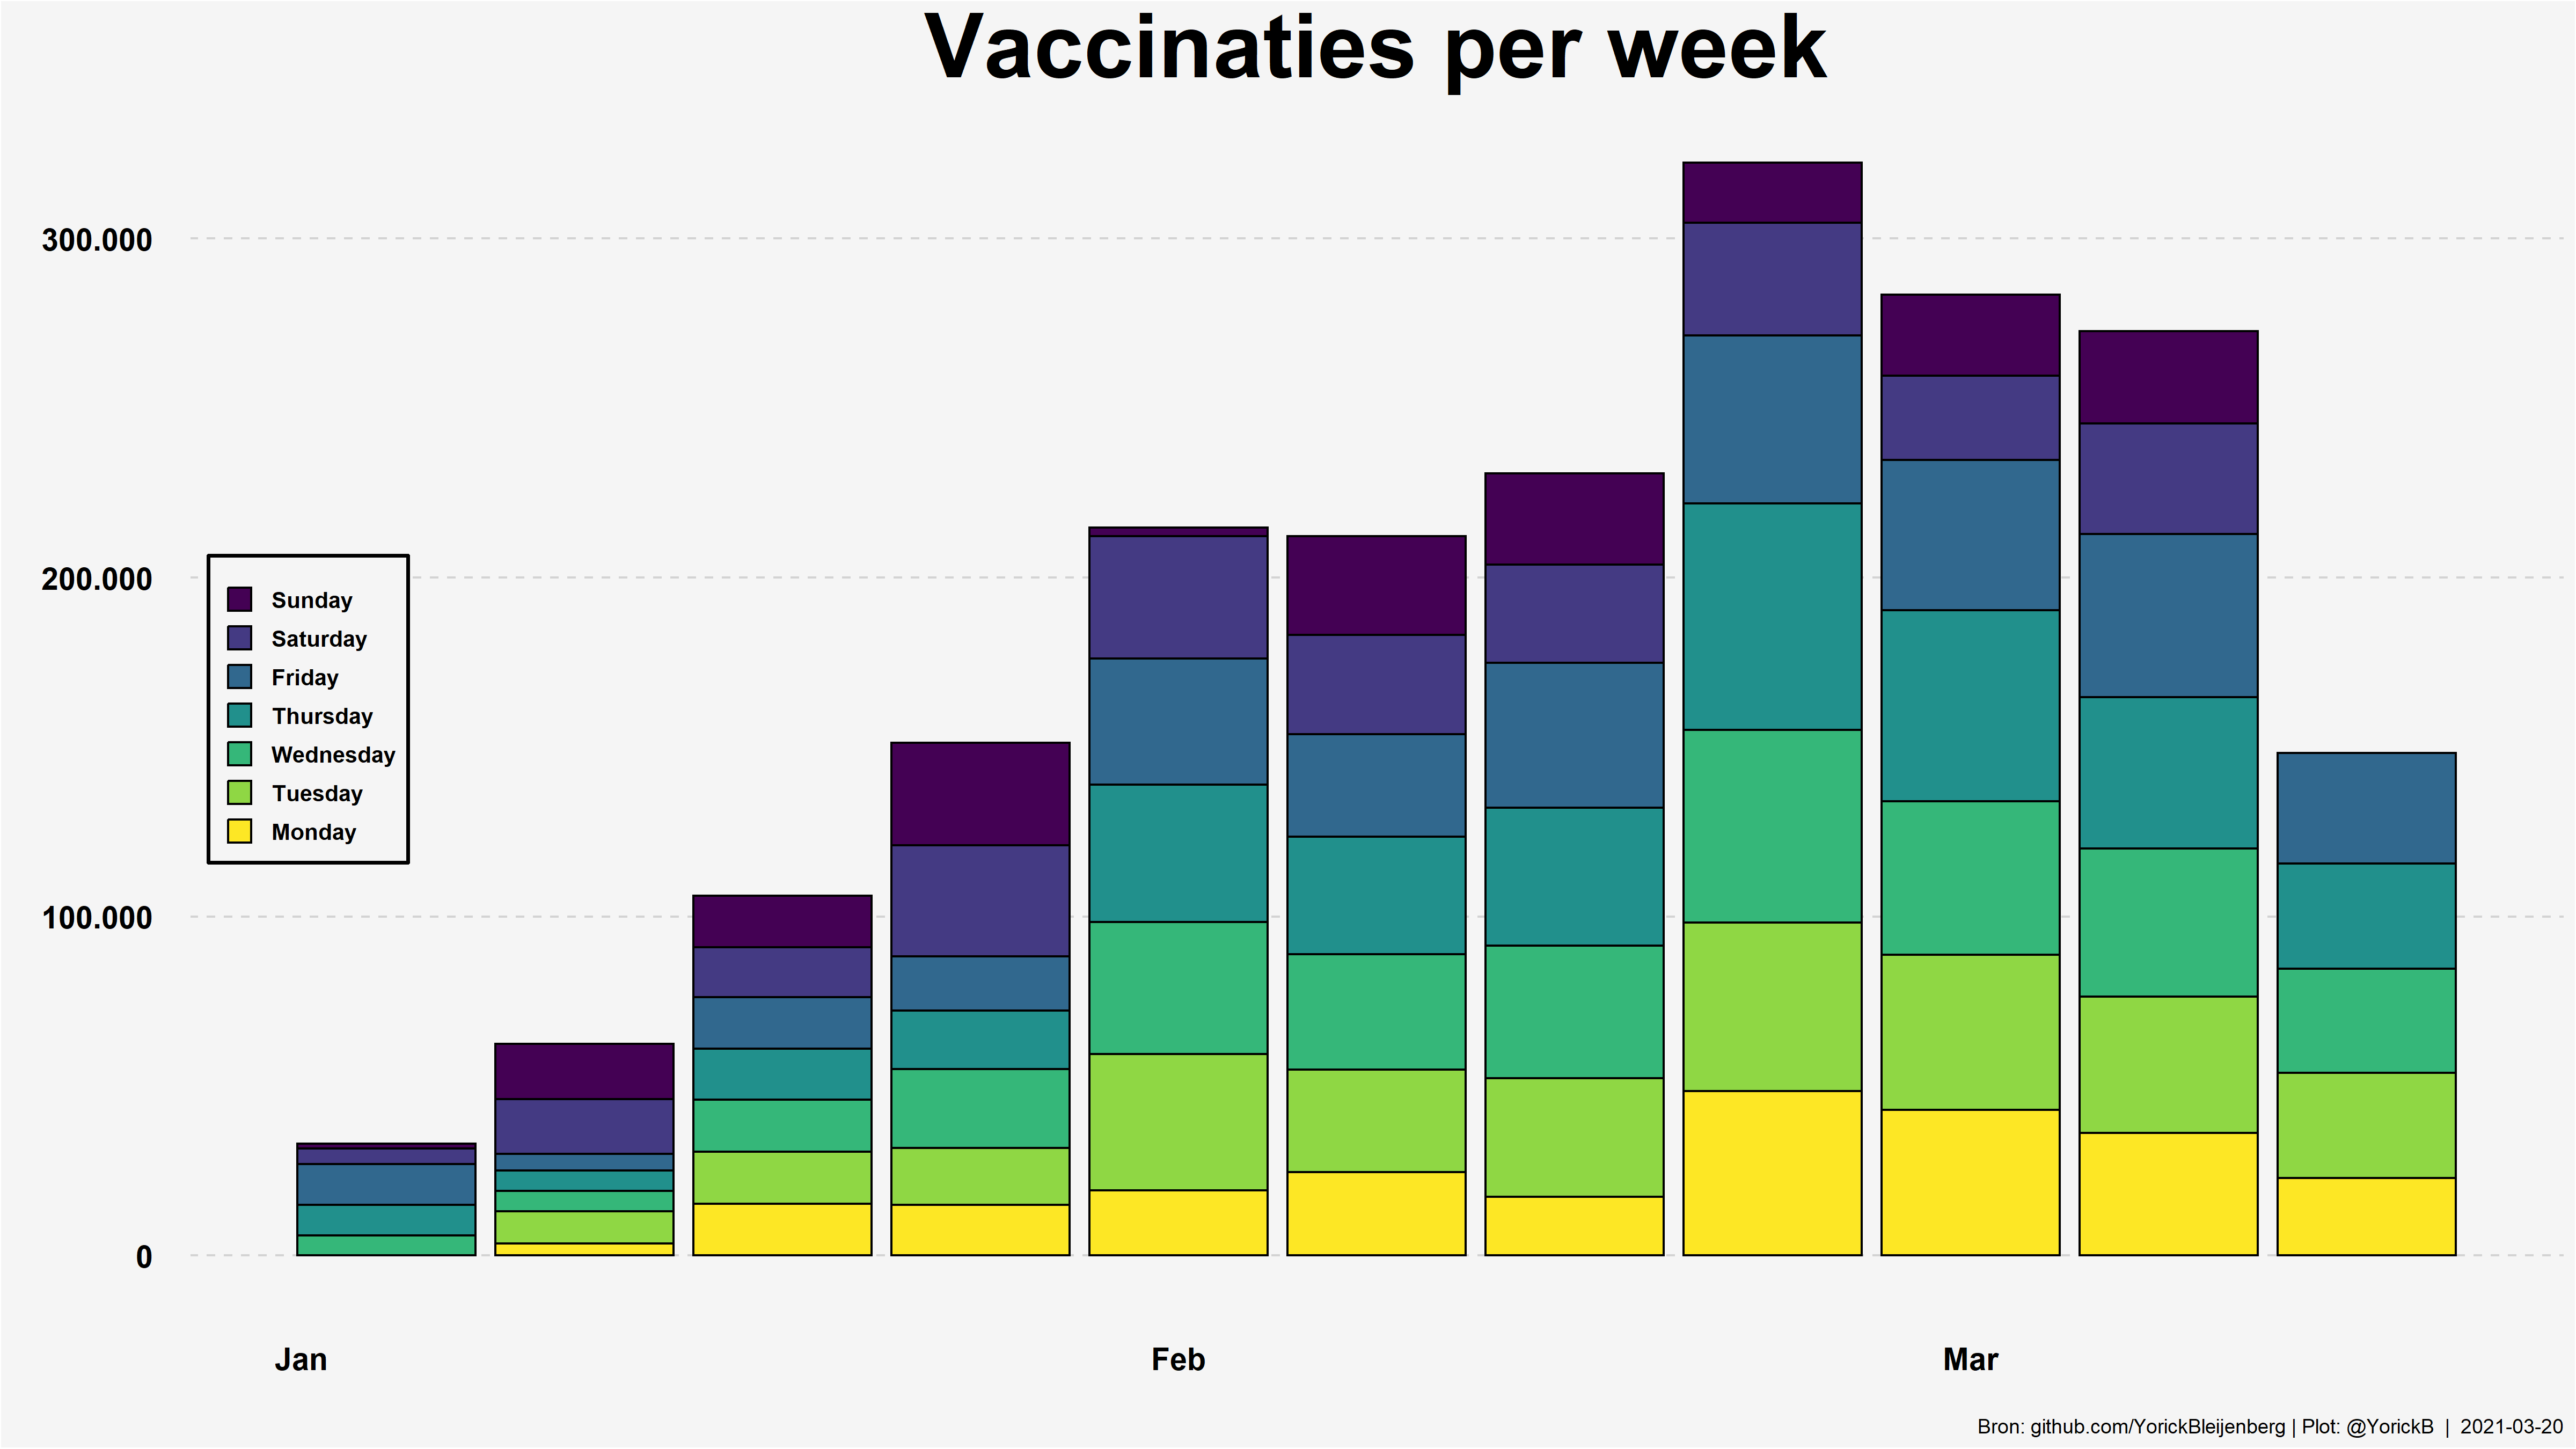 Vaccinaties per week
300.000
200.000
100.000
0
Sunday
Saturday
Friday
Thursday
Wednesday
Tuesday
Monday
Jan Feb Mar
Bron: github.com/YorickBleijenberg | Plot: @YorickB | 2021-03-20